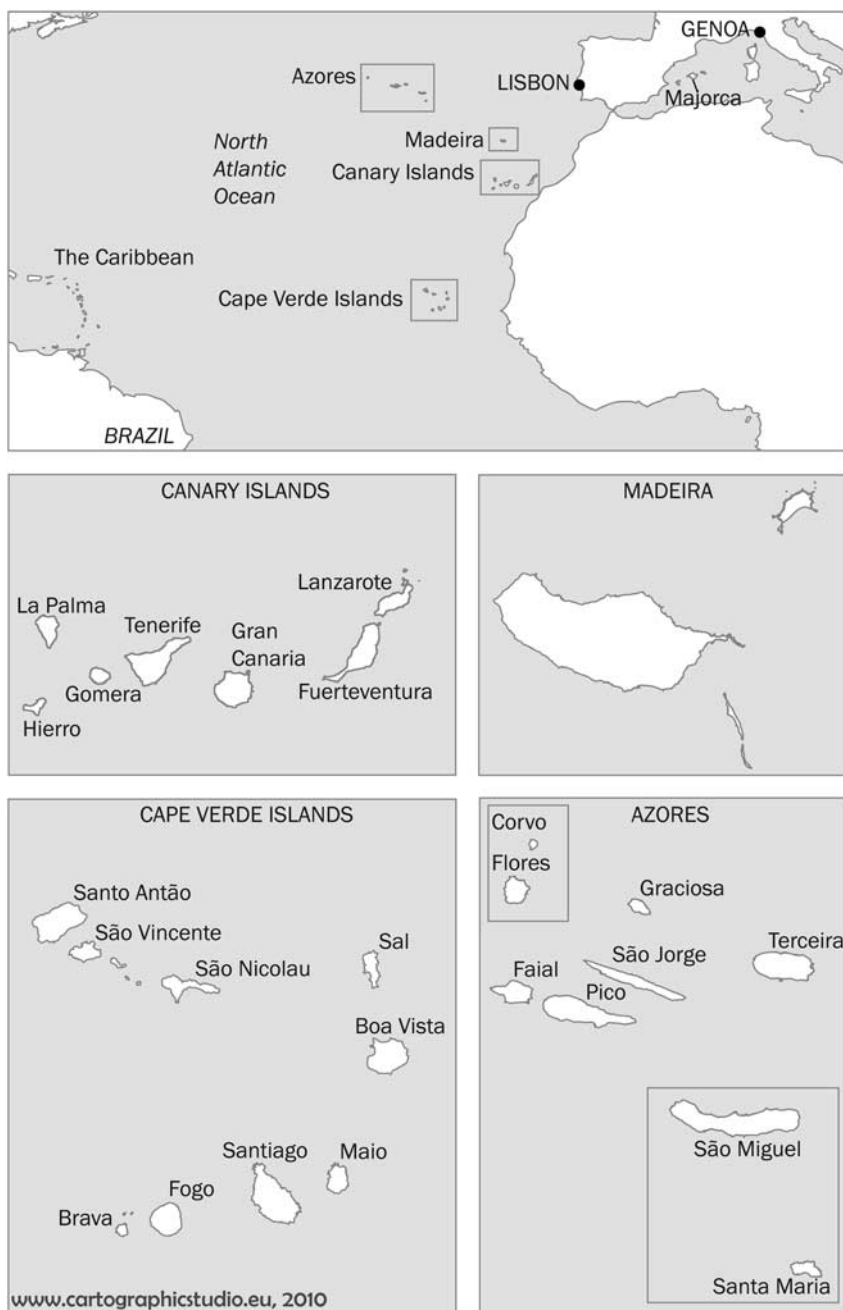 GENOA
Azores
LISBON
Majorca
North
Atlantic
Ocean
Madeira
Canary Islands
The Caribbean
Cape Verde Islands
BRAZIL
CANARY ISLANDS
Lanzarote
La Palma
Tenerife
Gran
Canaria
Gomera
Fuerteventura
Hierro
MADEIRA
CAPE VERDE ISLANDS
Santo Antão
São Vincente
Sal
São Nicolau
Boa Vista
Santiago
Maio
Fogo
Brava
www.cartographicstudio.eu, 2010
AZORES
Corvo
Flores
Graciosa
São Jorge
Terceira
Faial
Pico
São Miguel
Santa Maria